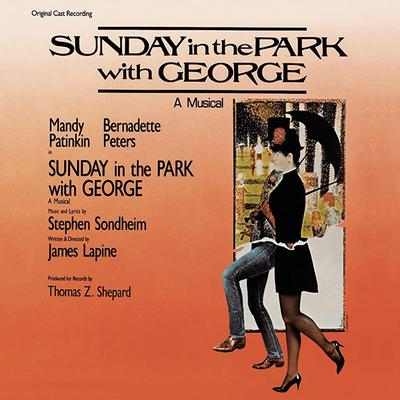 Original Cast Recording
SUNDAY in the PARK
with GEORGE
A Musical
Mandy Bernadette
Patinkin Peters
in
SUNDAY in the PARK
with GEORGE
A Musical
Music and Lyrics by
Stephen Sondheim
Written & Directed by
James Lapine
Produced for Records by
Thomas Z. Shepard